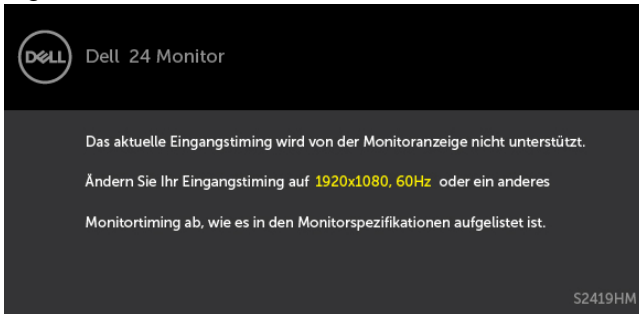 DELL
Dell 24 Monitor
Das aktuelle Eingangstiming wird von der Monitoranzeige nicht unterstützt.
Ändern Sie Ihr Eingangstiming auf 1920x1080, 60Hz oder ein anderes
Monitortiming ab, wie es in den Monitorspezifikationen aufgelistet ist.
S2419HM